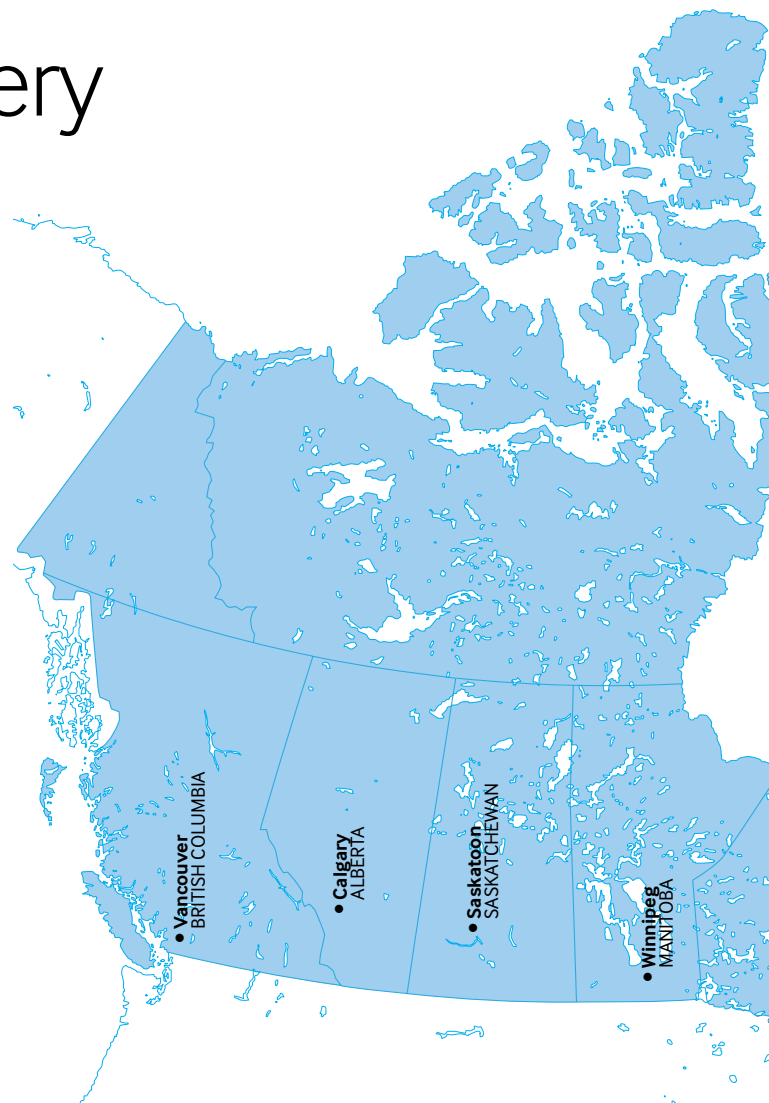 ery
Vancouver
BRITISH COLUMBIA
Calgary
ALBERTA
Saskatoon
SASKATCHEWAN
Winnipeg
MANITOBA